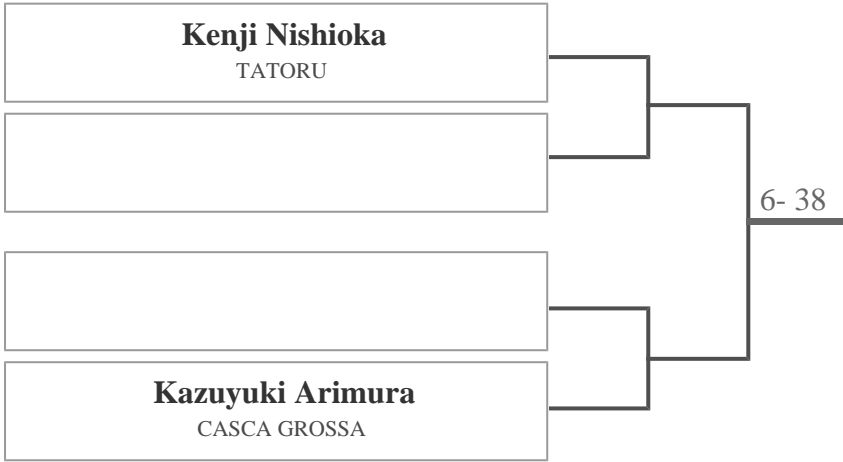 Kenji Nishioka
TATORU
6- 38
Kazuyuki Arimura
CASCA GROSSA